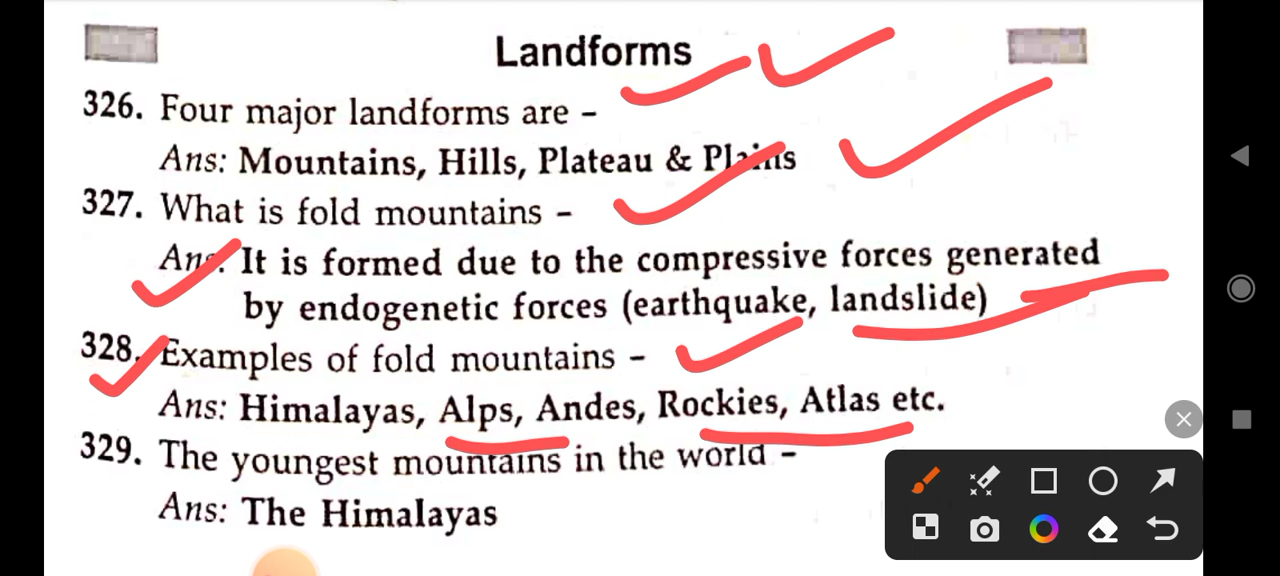 Landforms
326. Four major landforms are –
Ans: Mountains, Hills, Plateau & Plains
327. What is fold mountains –
Ans: It is formed due to the compressive forces generated
by endogenetic forces (earthquake, landslide)
328. Examples of fold mountains –
Ans: Himalayas, Alps, Andes, Rockies, Atlas etc.
329. The youngest mountains in the world –
Ans: The Himalayas